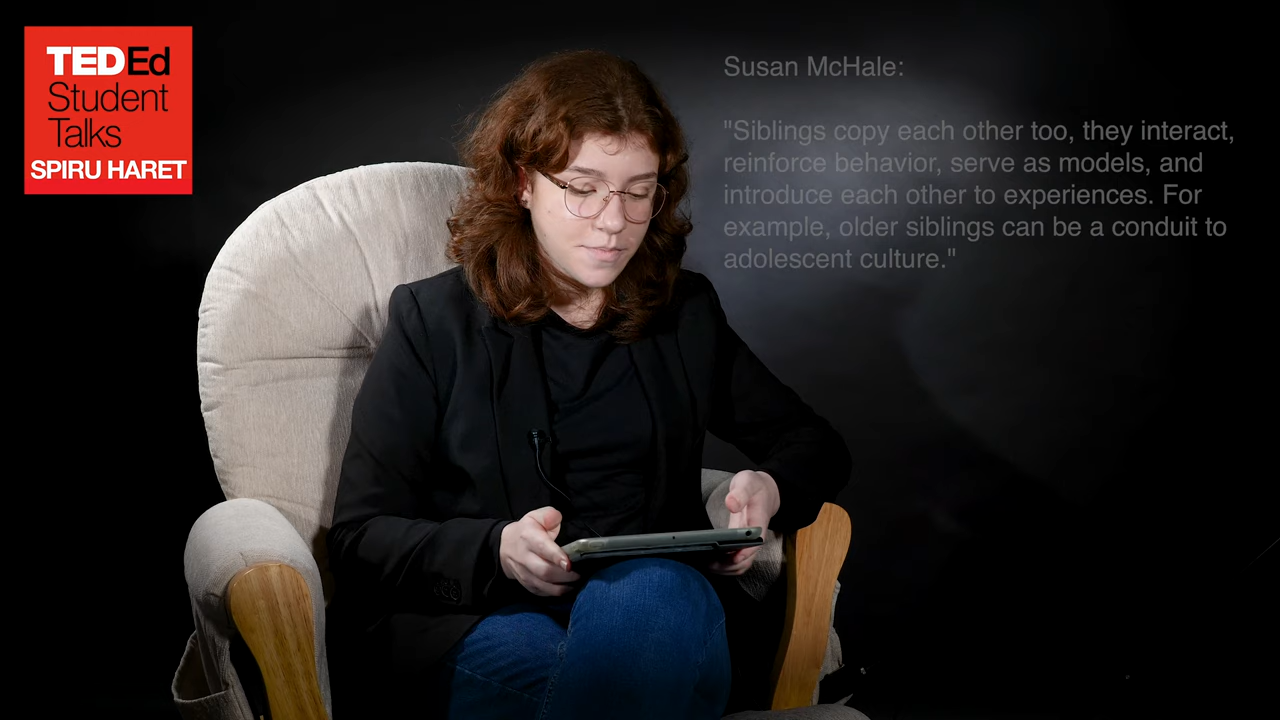 TEDEd
Student
Talks
SPIRU HARET
Susan McHale:
"Siblings copy each other too, they interact,
reinforce behavior, serve as models, and
introduce each other to experiences. For
example, older siblings can be a conduit to
adolescent culture."